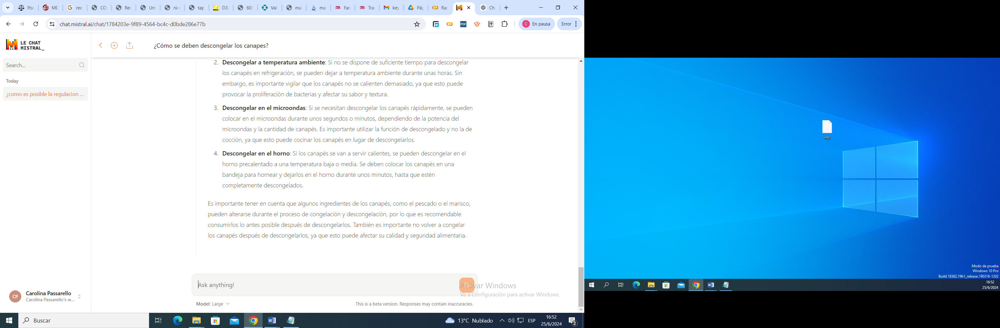 Poc
MD
rec
CO
Rec
Unt
ni-
tap
D3
603
Val
ma
ma
Fari
Tra
key
Pág
Rag
Ch
chat.mistral.ai/chat/1784203e-9f89-4564-bc4c-d0bde286e77b
PDF
C
En pausa
Error
LE CHAT
MISTRAL_
¿Cómo se deben descongelar los canapes?
Search...
Today
¿como es posible la regulacion ...
2. Descongelar a temperatura ambiente: Si no se dispone de suficiente tiempo para descongelar
los canapés en refrigeración, se pueden dejar a temperatura ambiente durante unas horas. Sin
embargo, es importante vigilar que los canapés no se calienten demasiado, ya que esto puede
provocar la proliferación de bacterias y afectar su sabor y textura.
3. Descongelar en el microondas: Si se necesitan descongelar los canapés rápidamente, se pueden
colocar en el microondas durante unos segundos o minutos, dependiendo de la potencia del
microondas y la cantidad de canapés. Es importante utilizar la función de descongelado y no la de
cocción, ya que esto puede cocinar los canapés en lugar de descongelarlos.
4. Descongelar en el horno: Si los canapés se van a servir calientes, se pueden descongelar en el
horno precalentado a una temperatura baja o media. Se deben colocar los canapés en una
bandeja para hornear y dejarlos en el horno durante unos minutos, hasta que estén
completamente descongelados.
Es importante tener en cuenta que algunos ingredientes de los canapés, como el pescado o el marisco,
pueden alterarse durante el proceso de congelación y descongelación, por lo que es recomendable
consumirlos lo antes posible después de descongelarlos. También es importante no volver a congelar
los canapés después de descongelarlos, ya que esto puede afectar su calidad y seguridad alimentaria.
Ask anything!
Activar Windows
Ve a Configuración para activar Windows.
Model: Large
This is a beta version. Responses may contain inaccuracies.
CP
Carolina Passarello
Carolina Passarello's w...
Buscar
13°C Nublado
ESP
16:52
25/6/2024
2
key
Modo de prueba
Windows 10 Pro
Build 18362.19h1_release.190318-1202
16:52
25/6/2024